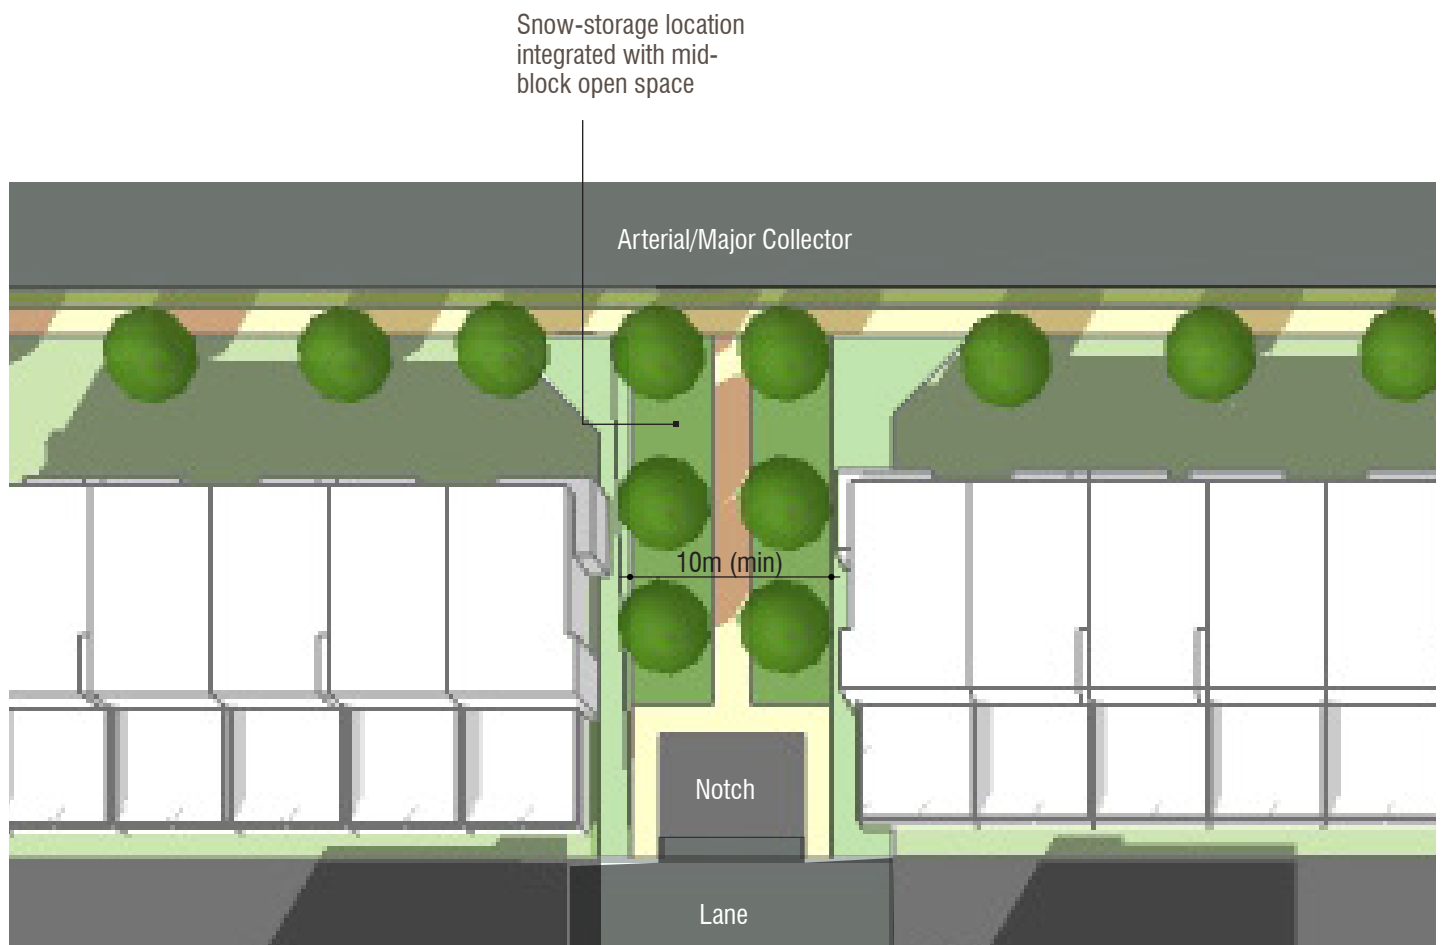 Snow-storage location
integrated with mid-
block open space
Arterial/Major Collector
10m (min)
Notch
Lane